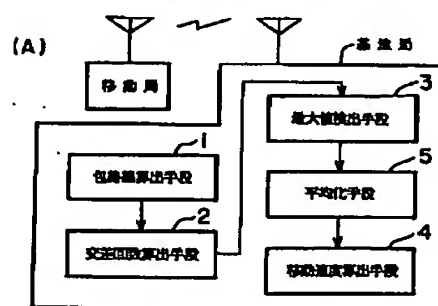 (A)
基地局
移動局
3
最大値検出手段
1
包絡線算出手段
5
平均化手段
2
交差回数算出手段
4
移動速度算出手段